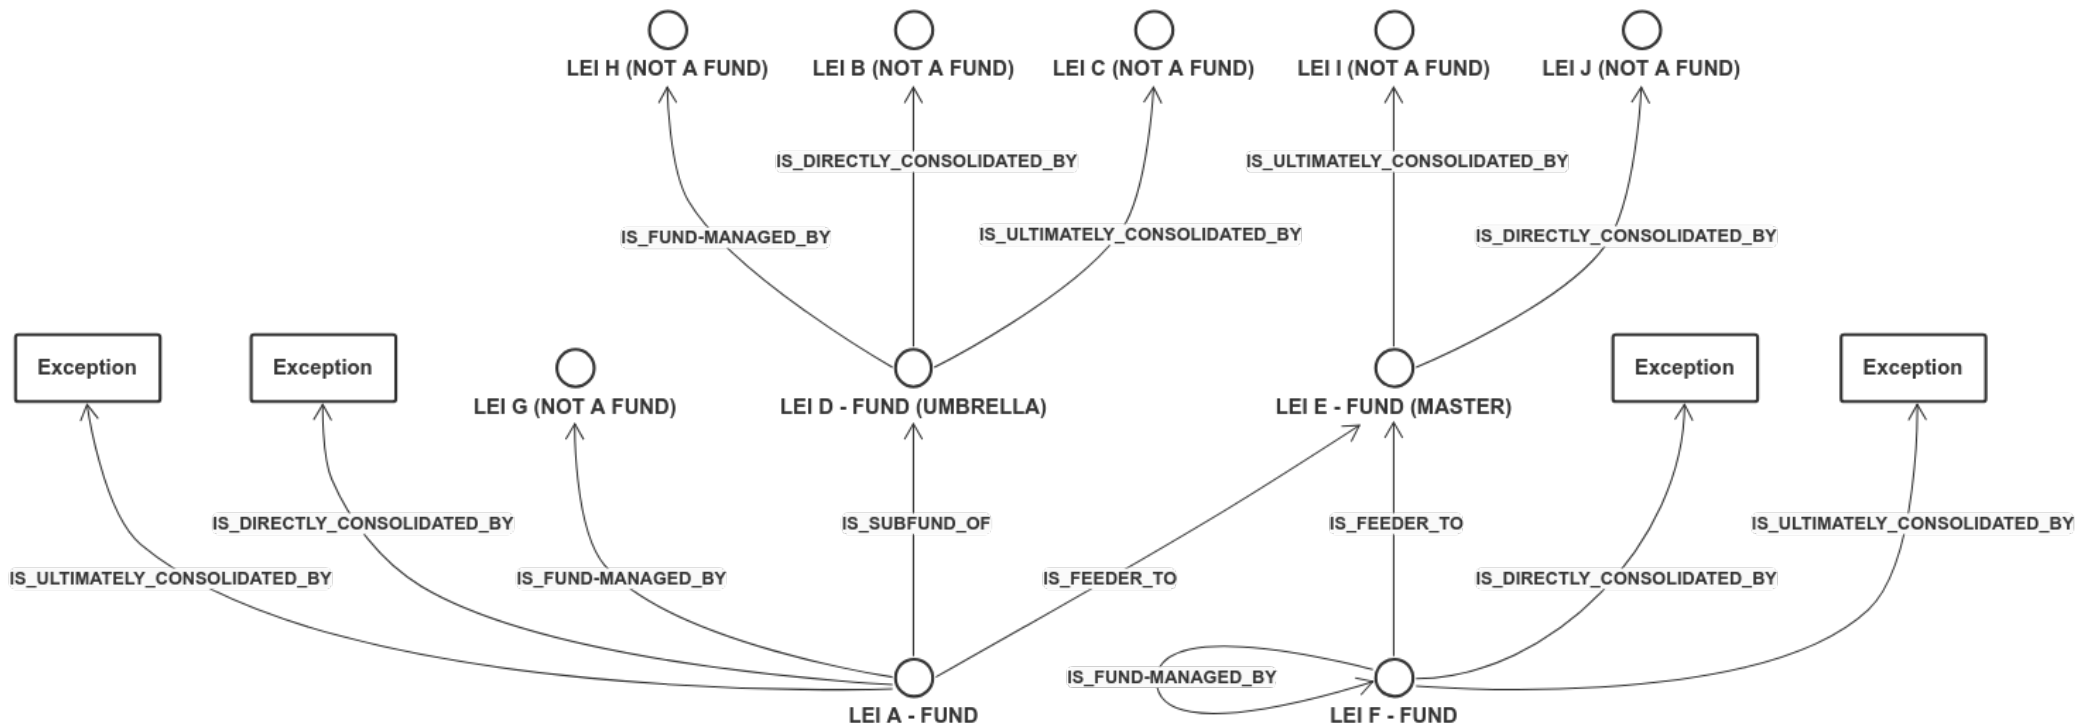 LEI H (NOT A FUND)
LEI B (NOT A FUND)
LEI C (NOT A FUND)
LEI I (NOT A FUND)
LEI J (NOT A FUND)
IS_DIRECTLY_CONSOLIDATED_BY
IS_ULTIMATELY_CONSOLIDATED_BY
IS_FUND-MANAGED_BY
IS_ULTIMATELY_CONSOLIDATED_BY
IS_DIRECTLY_CONSOLIDATED_BY
Exception
Exception
Exception
Exception
LEI G (NOT A FUND)
LEI D - FUND (UMBRELLA)
LEI E - FUND (MASTER)
IS_DIRECTLY_CONSOLIDATED_BY
IS_SUBFUND_OF
IS_FEEDER_TO
IS_ULTIMATELY_CONSOLIDATED_BY
IS_ULTIMATELY_CONSOLIDATED_BY
IS_FUND-MANAGED_BY
IS_FEEDER_TO
IS_DIRECTLY_CONSOLIDATED_BY
IS_FUND-MANAGED_BY
LEI A - FUND
LEI F - FUND